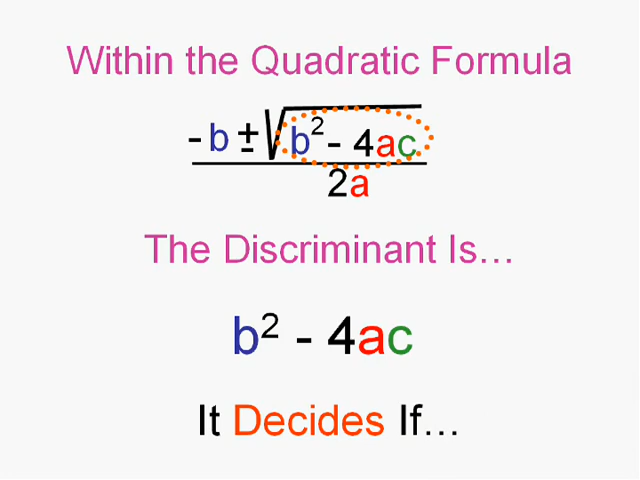 Within the Quadratic Formula
-b ± √b² - 4ac
2a
The Discriminant Is...
b² - 4ac
It Decides If...